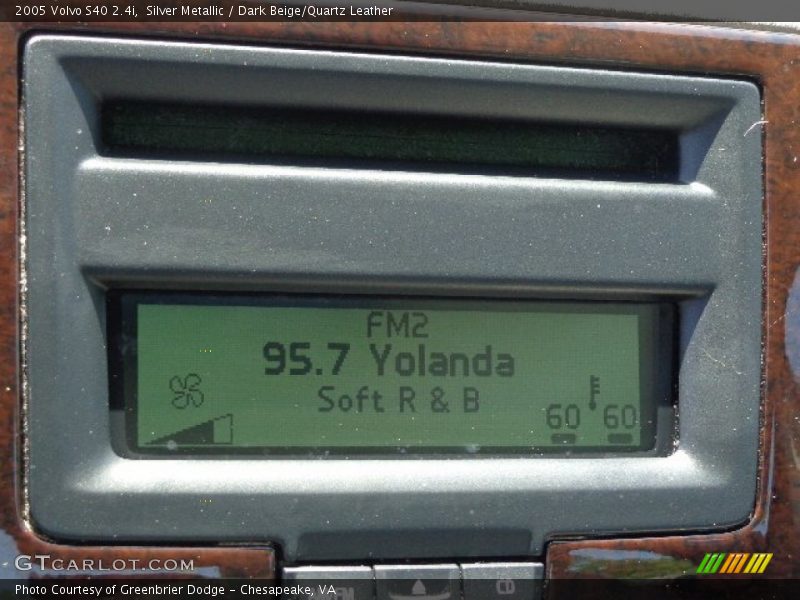 2005 Volvo S40 2.4i, Silver Metallic / Dark Beige/Quartz Leather
FM2
95.7 Yolanda
Soft R & B
60 60
GTCARLOT.COM
Photo Courtesy of Greenbrier Dodge - Chesapeake, VA